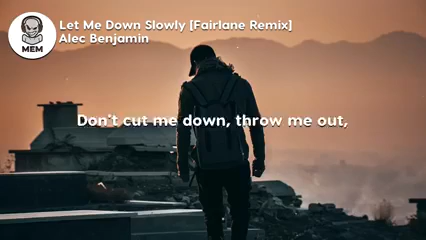 Let Me Down Slowly [Fairlane Remix]
Alec Benjamin
MEM
Don't cut me down, throw me out,